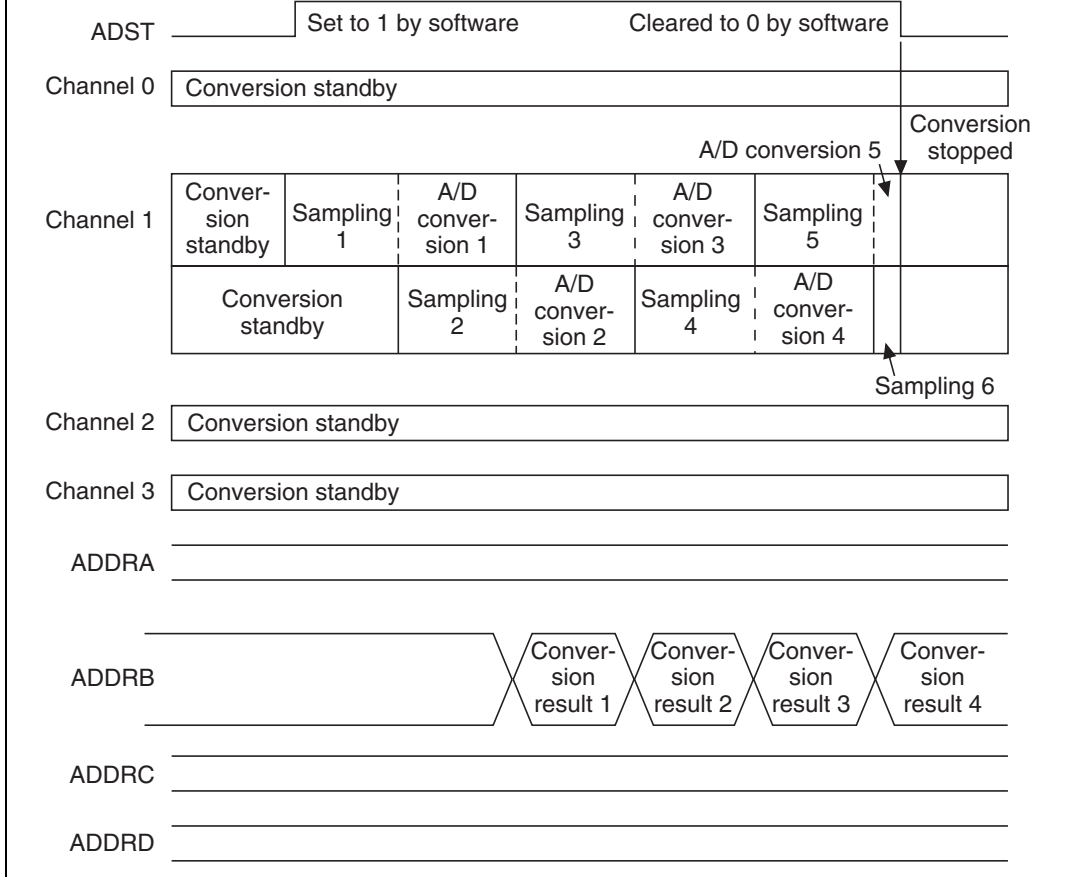 ADST Set to 1 by software Cleared to 0 by software
Channel 0 Conversion standby
Conversion
stopped
A/D conversion 5
Channel 1
Conver-
sion
standby
Sampling
1
A/D
conver-
sion 1
Sampling
3
A/D
conver-
sion 3
Sampling
5
Conversion
standby
Sampling
2
A/D
conver-
sion 2
Sampling
4
A/D
conver-
sion 4
Sampling 6
Channel 2 Conversion standby
Channel 3 Conversion standby
ADDRA
ADDRB
Conver-
sion
result 1
Conver-
sion
result 2
Conver-
sion
result 3
Conver-
sion
result 4
ADDRC
ADDRD